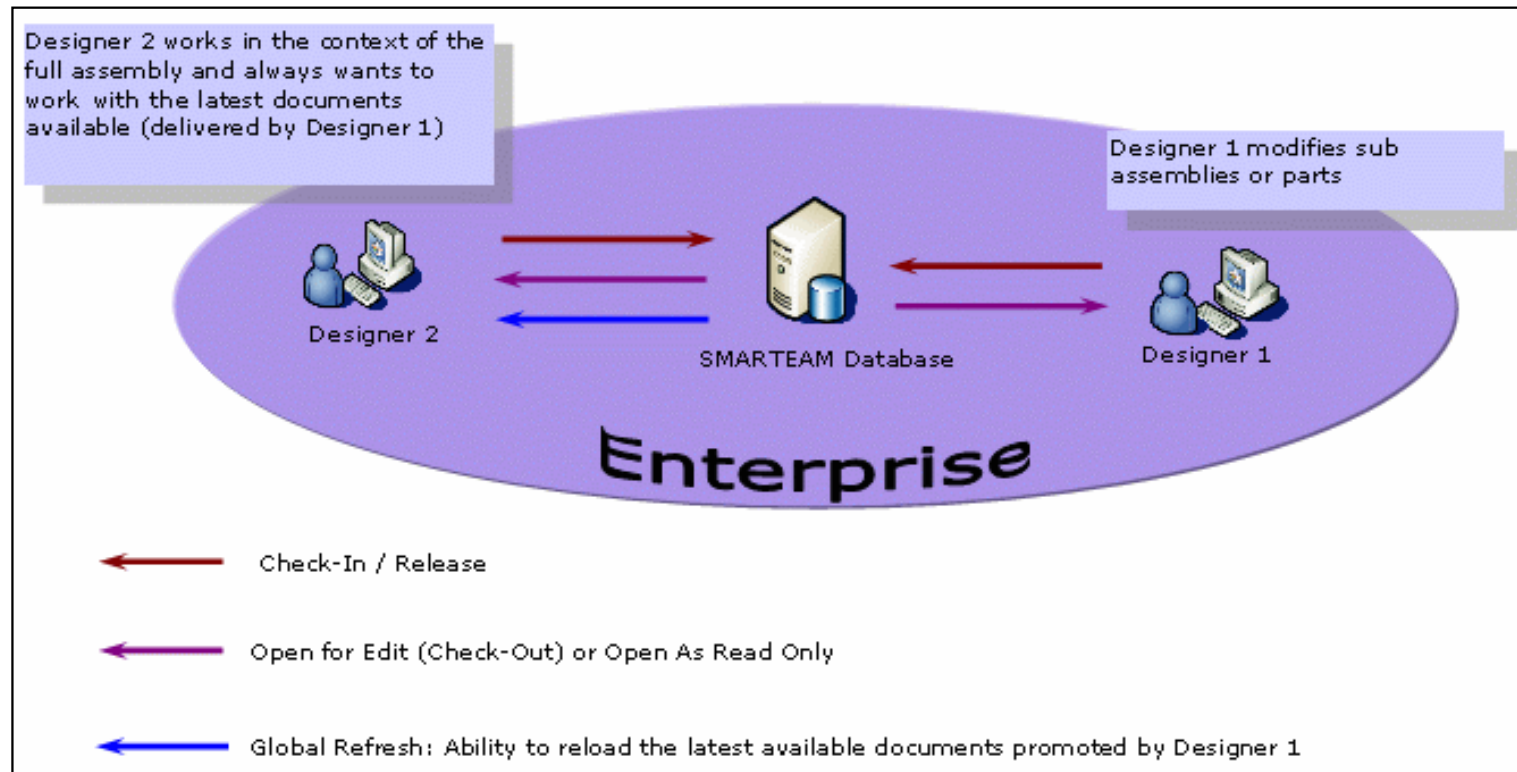 Designer 2 works in the context of the
full assembly and always wants to
work with the latest documents
available (delivered by Designer 1)
Designer 1 modifies sub
assemblies or parts
Designer 2
SMARTEAM Database
Designer 1
Enterprise
Check-In / Release
Open for Edit (Check-Out) or Open As Read Only
Global Refresh: Ability to reload the latest available documents promoted by Designer 1